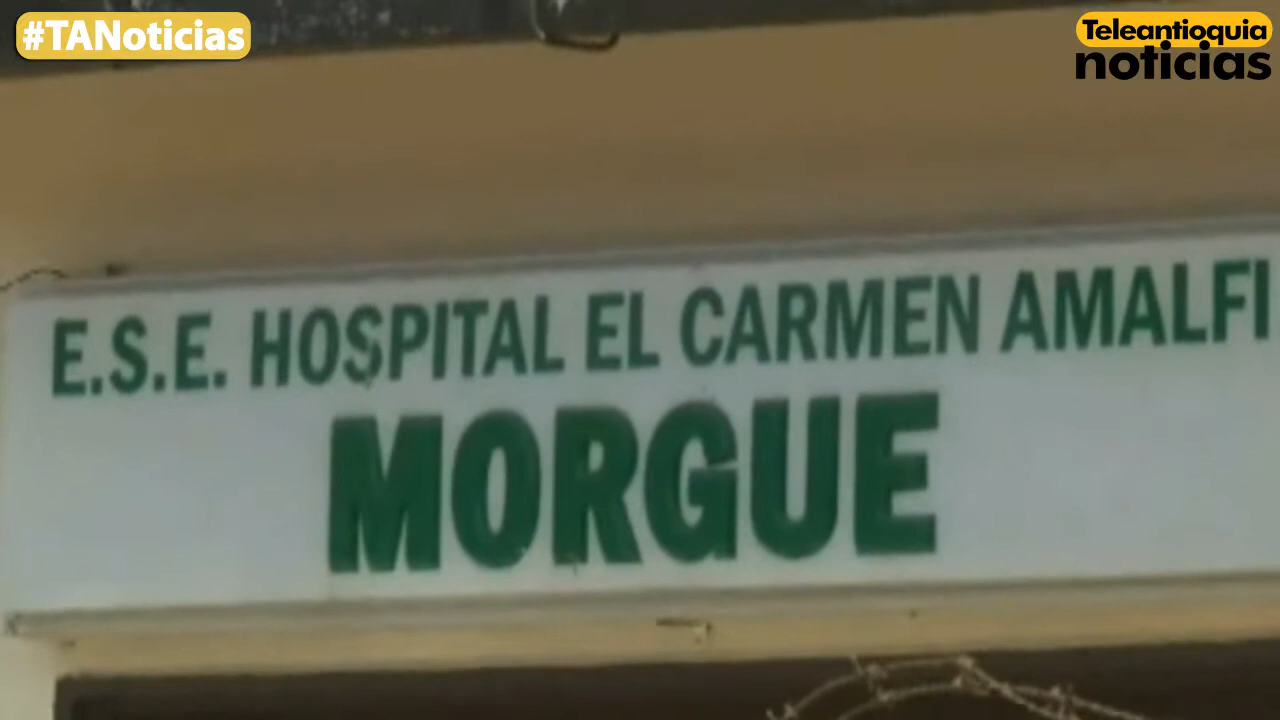 #TANoticias
Teleantioquia
noticias
E.S.E. HOSPITAL EL CARMEN AMALFI
MORGUE